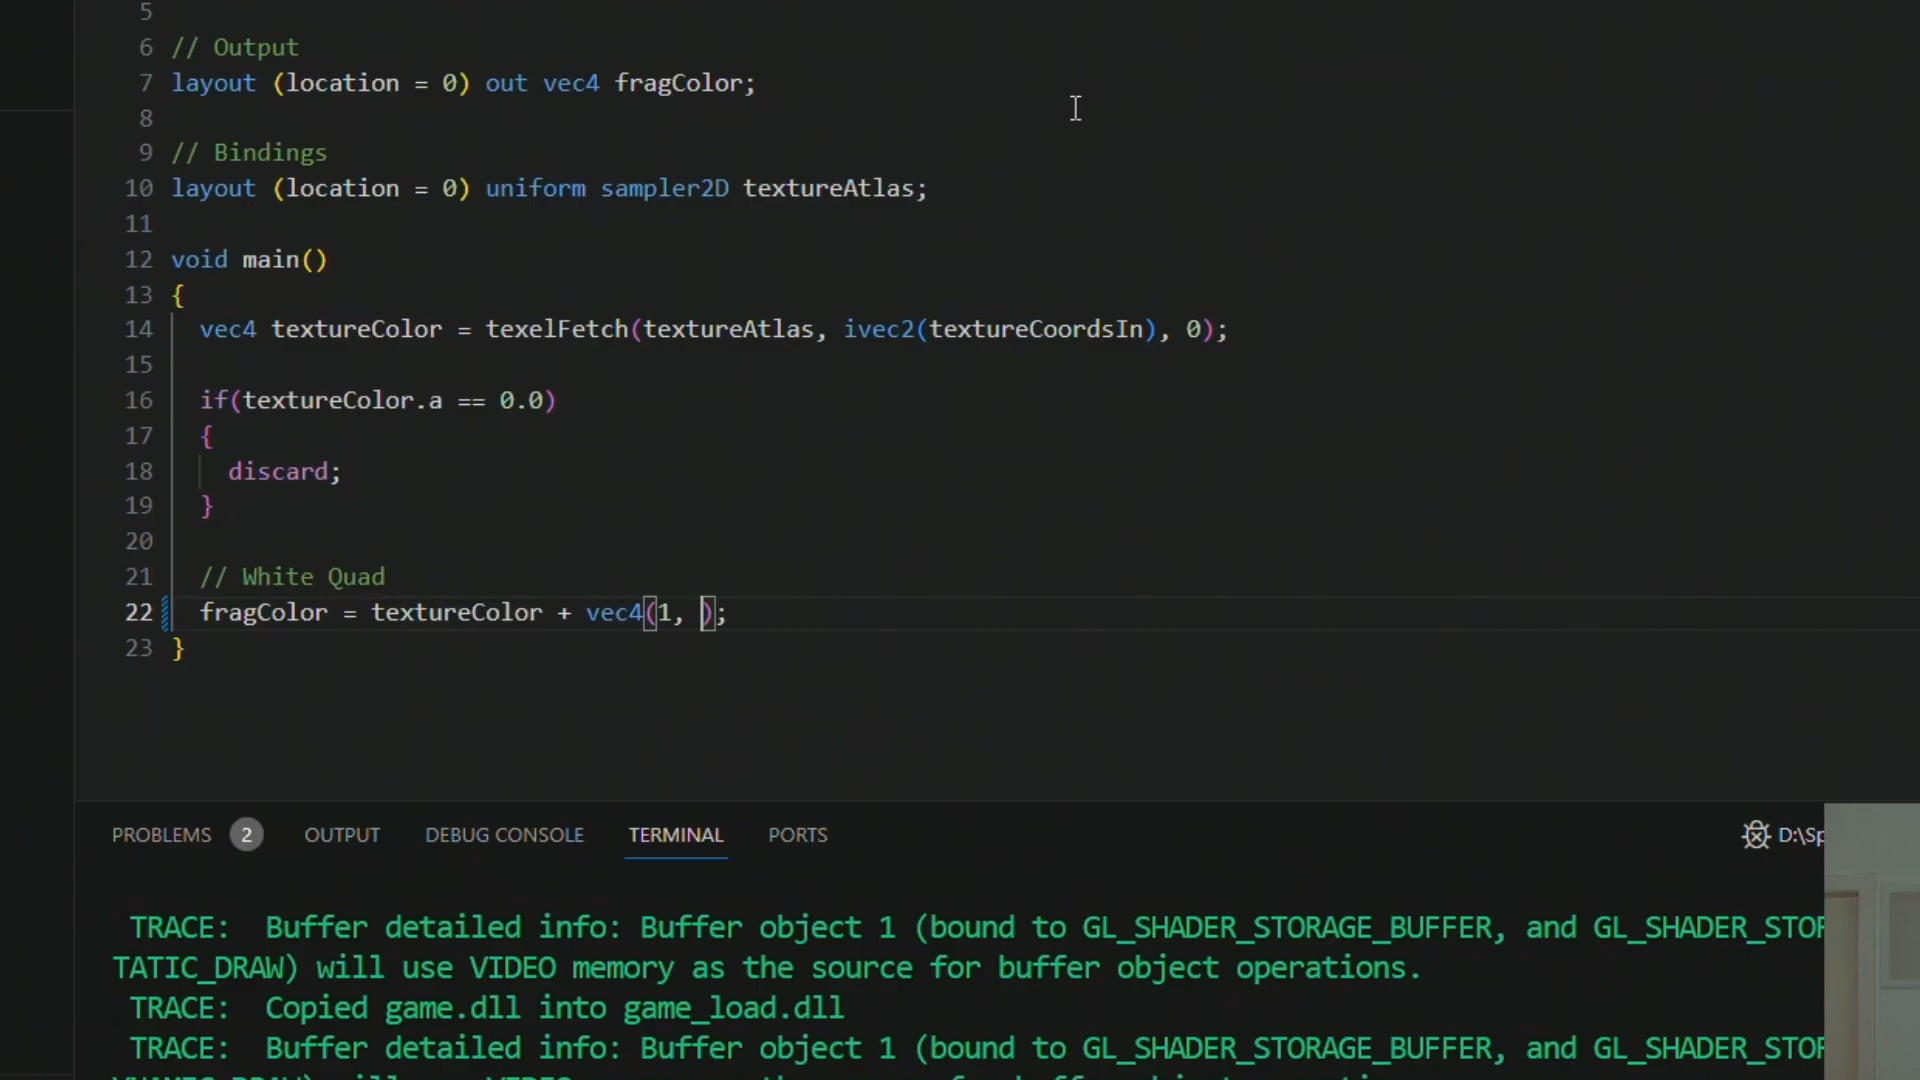 5
6 // Output
7 layout (location = 0) out vec4 fragColor;
8
9 // Bindings
10 layout (location = 0) uniform sampler2D textureAtlas;
11
12 void main()
13 {
14 vec4 textureColor = texelFetch(textureAtlas, ivec2(textureCoordsIn), 0);
15
16 if(textureColor.a == 0.0)
17 {
18 discard;
19 }
20
21 // White Quad
22 fragColor = textureColor + vec4(1, );
23 }
PROBLEMS 2 OUTPUT DEBUG CONSOLE TERMINAL PORTS D:\Sp
TRACE: Buffer detailed info: Buffer object 1 (bound to GL_SHADER_STORAGE_BUFFER, and GL_SHADER_STOR
TATIC_DRAW) will use VIDEO memory as the source for buffer object operations.
TRACE: Copied game.dll into game_load.dll
TRACE: Buffer detailed info: Buffer object 1 (bound to GL_SHADER_STORAGE_BUFFER, and GL_SHADER_STOR